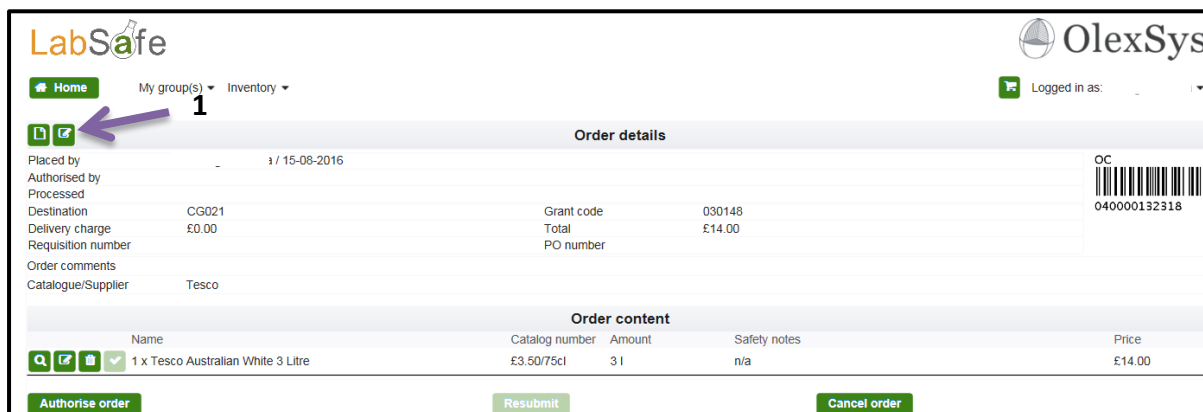 LabSafe OlexSys
Home My group(s) Inventory Logged in as:
1
Order details
Placed by / 15-08-2016
Authorised by
Processed
Destination CG021 Grant code 030148
Delivery charge £0.00 Total £14.00
Requisition number PO number
Order comments
Catalogue/Supplier Tesco
OC
040000132318
Order content
Name Catalog number Amount Safety notes Price
1 x Tesco Australian White 3 Litre £3.50/75cl 3 l n/a £14.00
Authorise order Resubmit Cancel order